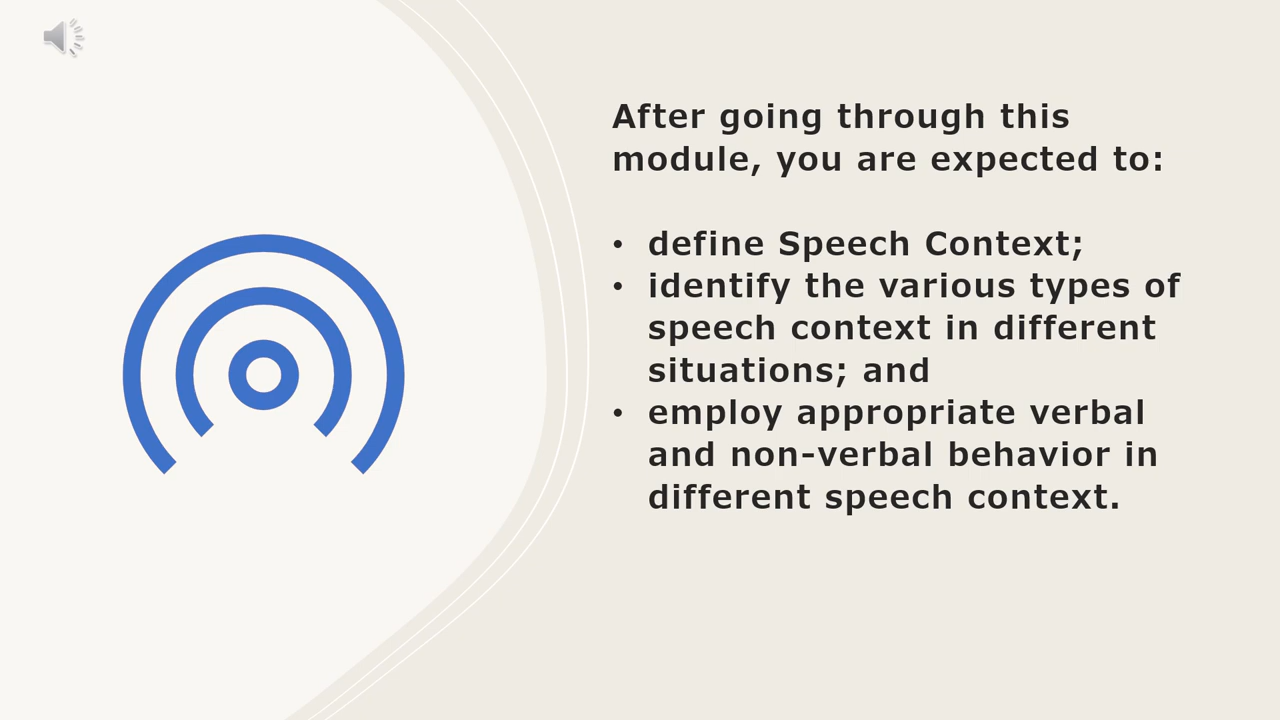 After going through this
module, you are expected to:
• define Speech Context;
• identify the various types of
speech context in different
situations; and
• employ appropriate verbal
and non-verbal behavior in
different speech context.